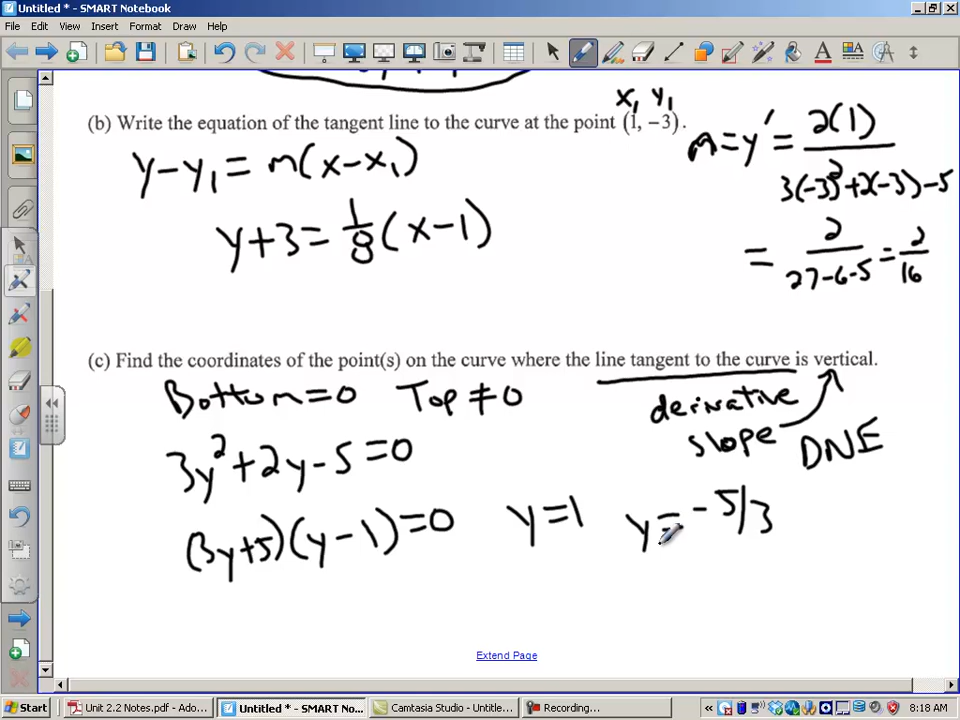 Untitled * - SMART Notebook
File Edit View Insert Format Draw Help
(b) Write the equation of the tangent line to the curve at the point (1, −3).
x₁ y₁
y−y₁ = m(x−x₁)
y+3 = 1/8 (x−1)
m = y' = 2(1) / 3(-3)²+2(-3)-5
= 2 / 27-6-5 = 2/16
(c) Find the coordinates of the point(s) on the curve where the line tangent to the curve is vertical.
Bottom = 0 Top ≠ 0
derivative
slope
DNE
3y²+2y-5=0
(3y+5)(y-1)=0 y=1 y=-5/3
Extend Page
Start Unit 2.2 Notes.pdf - Ado... Untitled * - SMART No... Camtasia Studio - Untitle... Recording... 8:18 AM